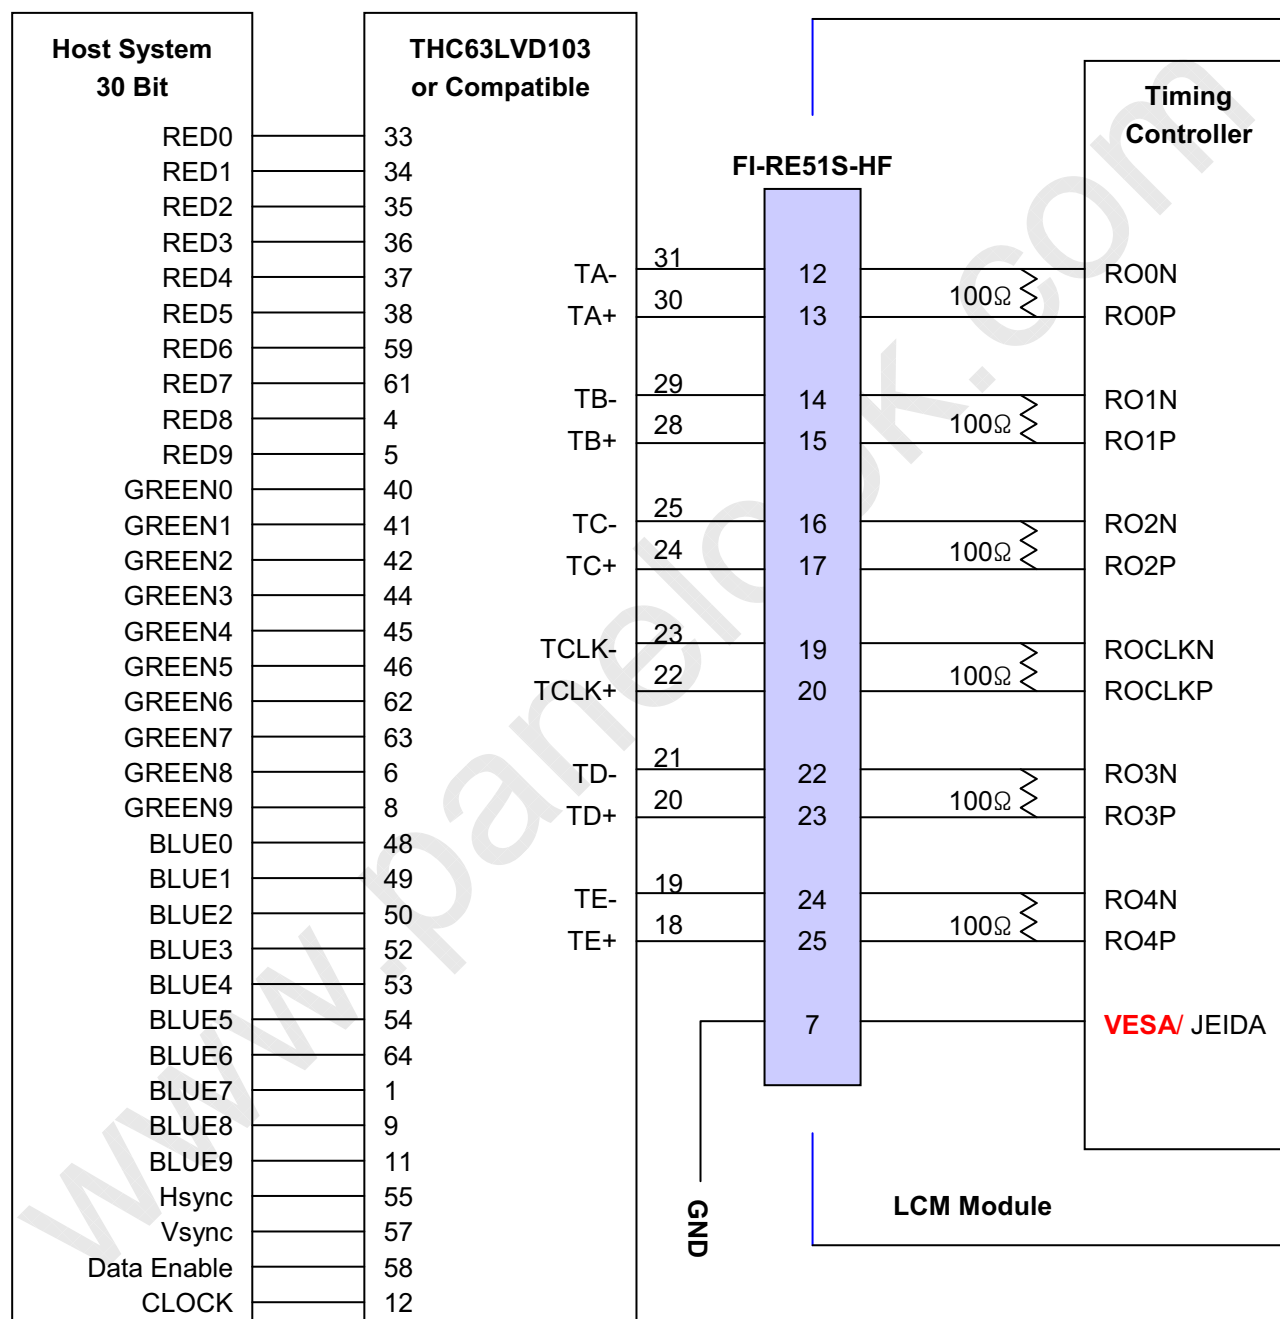 Host System
30 Bit
RED0
RED1
RED2
RED3
RED4
RED5
RED6
RED7
RED8
RED9
GREEN0
GREEN1
GREEN2
GREEN3
GREEN4
GREEN5
GREEN6
GREEN7
GREEN8
GREEN9
BLUE0
BLUE1
BLUE2
BLUE3
BLUE4
BLUE5
BLUE6
BLUE7
BLUE8
BLUE9
Hsync
Vsync
Data Enable
CLOCK
THC63LVD103
or Compatible
33
34
35
36
37
38
59
61
4
5
40
41
42
44
45
46
62
63
6
8
48
49
50
52
53
54
64
1
9
11
55
57
58
12
TA- 31
TA+ 30
TB- 29
TB+ 28
TC- 25
TC+ 24
TCLK- 23
TCLK+ 22
TD- 21
TD+ 20
TE- 19
TE+ 18
GND
FI-RE51S-HF
12
13
14
15
16
17
19
20
22
23
24
25
7
100Ω
100Ω
100Ω
100Ω
100Ω
100Ω
Timing
Controller
RO0N
RO0P
RO1N
RO1P
RO2N
RO2P
ROCLKN
ROCLKP
RO3N
RO3P
RO4N
RO4P
VESA/ JEIDA
LCM Module
www.panelook.com